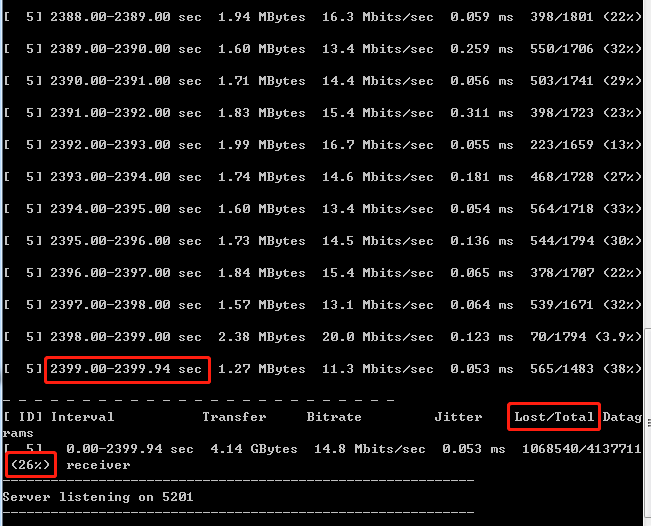 [  5] 2388.00-2389.00 sec  1.94 MBytes  16.3 Mbits/sec  0.059 ms  398/1801 (22%)
[  5] 2389.00-2390.00 sec  1.60 MBytes  13.4 Mbits/sec  0.259 ms  550/1706 (32%)
[  5] 2390.00-2391.00 sec  1.71 MBytes  14.4 Mbits/sec  0.056 ms  503/1741 (29%)
[  5] 2391.00-2392.00 sec  1.83 MBytes  15.4 Mbits/sec  0.311 ms  398/1723 (23%)
[  5] 2392.00-2393.00 sec  1.99 MBytes  16.7 Mbits/sec  0.055 ms  223/1659 (13%)
[  5] 2393.00-2394.00 sec  1.74 MBytes  14.6 Mbits/sec  0.181 ms  468/1728 (27%)
[  5] 2394.00-2395.00 sec  1.60 MBytes  13.4 Mbits/sec  0.054 ms  564/1718 (33%)
[  5] 2395.00-2396.00 sec  1.73 MBytes  14.5 Mbits/sec  0.136 ms  544/1794 (30%)
[  5] 2396.00-2397.00 sec  1.84 MBytes  15.4 Mbits/sec  0.065 ms  378/1707 (22%)
[  5] 2397.00-2398.00 sec  1.57 MBytes  13.1 Mbits/sec  0.064 ms  539/1671 (32%)
[  5] 2398.00-2399.00 sec  2.38 MBytes  20.0 Mbits/sec  0.123 ms  70/1794 (3.9%)
[  5] 2399.00-2399.94 sec  1.27 MBytes  11.3 Mbits/sec  0.053 ms  565/1483 (38%)
- - - - - - - - - - - - - - - - - - - - - - - - -
[ ID] Interval           Transfer     Bitrate         Jitter    Lost/Total Datag
rams
[  5]   0.00-2399.94 sec  4.14 GBytes  14.8 Mbits/sec  0.053 ms  1068540/4137711
(26%)  receiver
-----------------------------------------------------------
Server listening on 5201
-----------------------------------------------------------